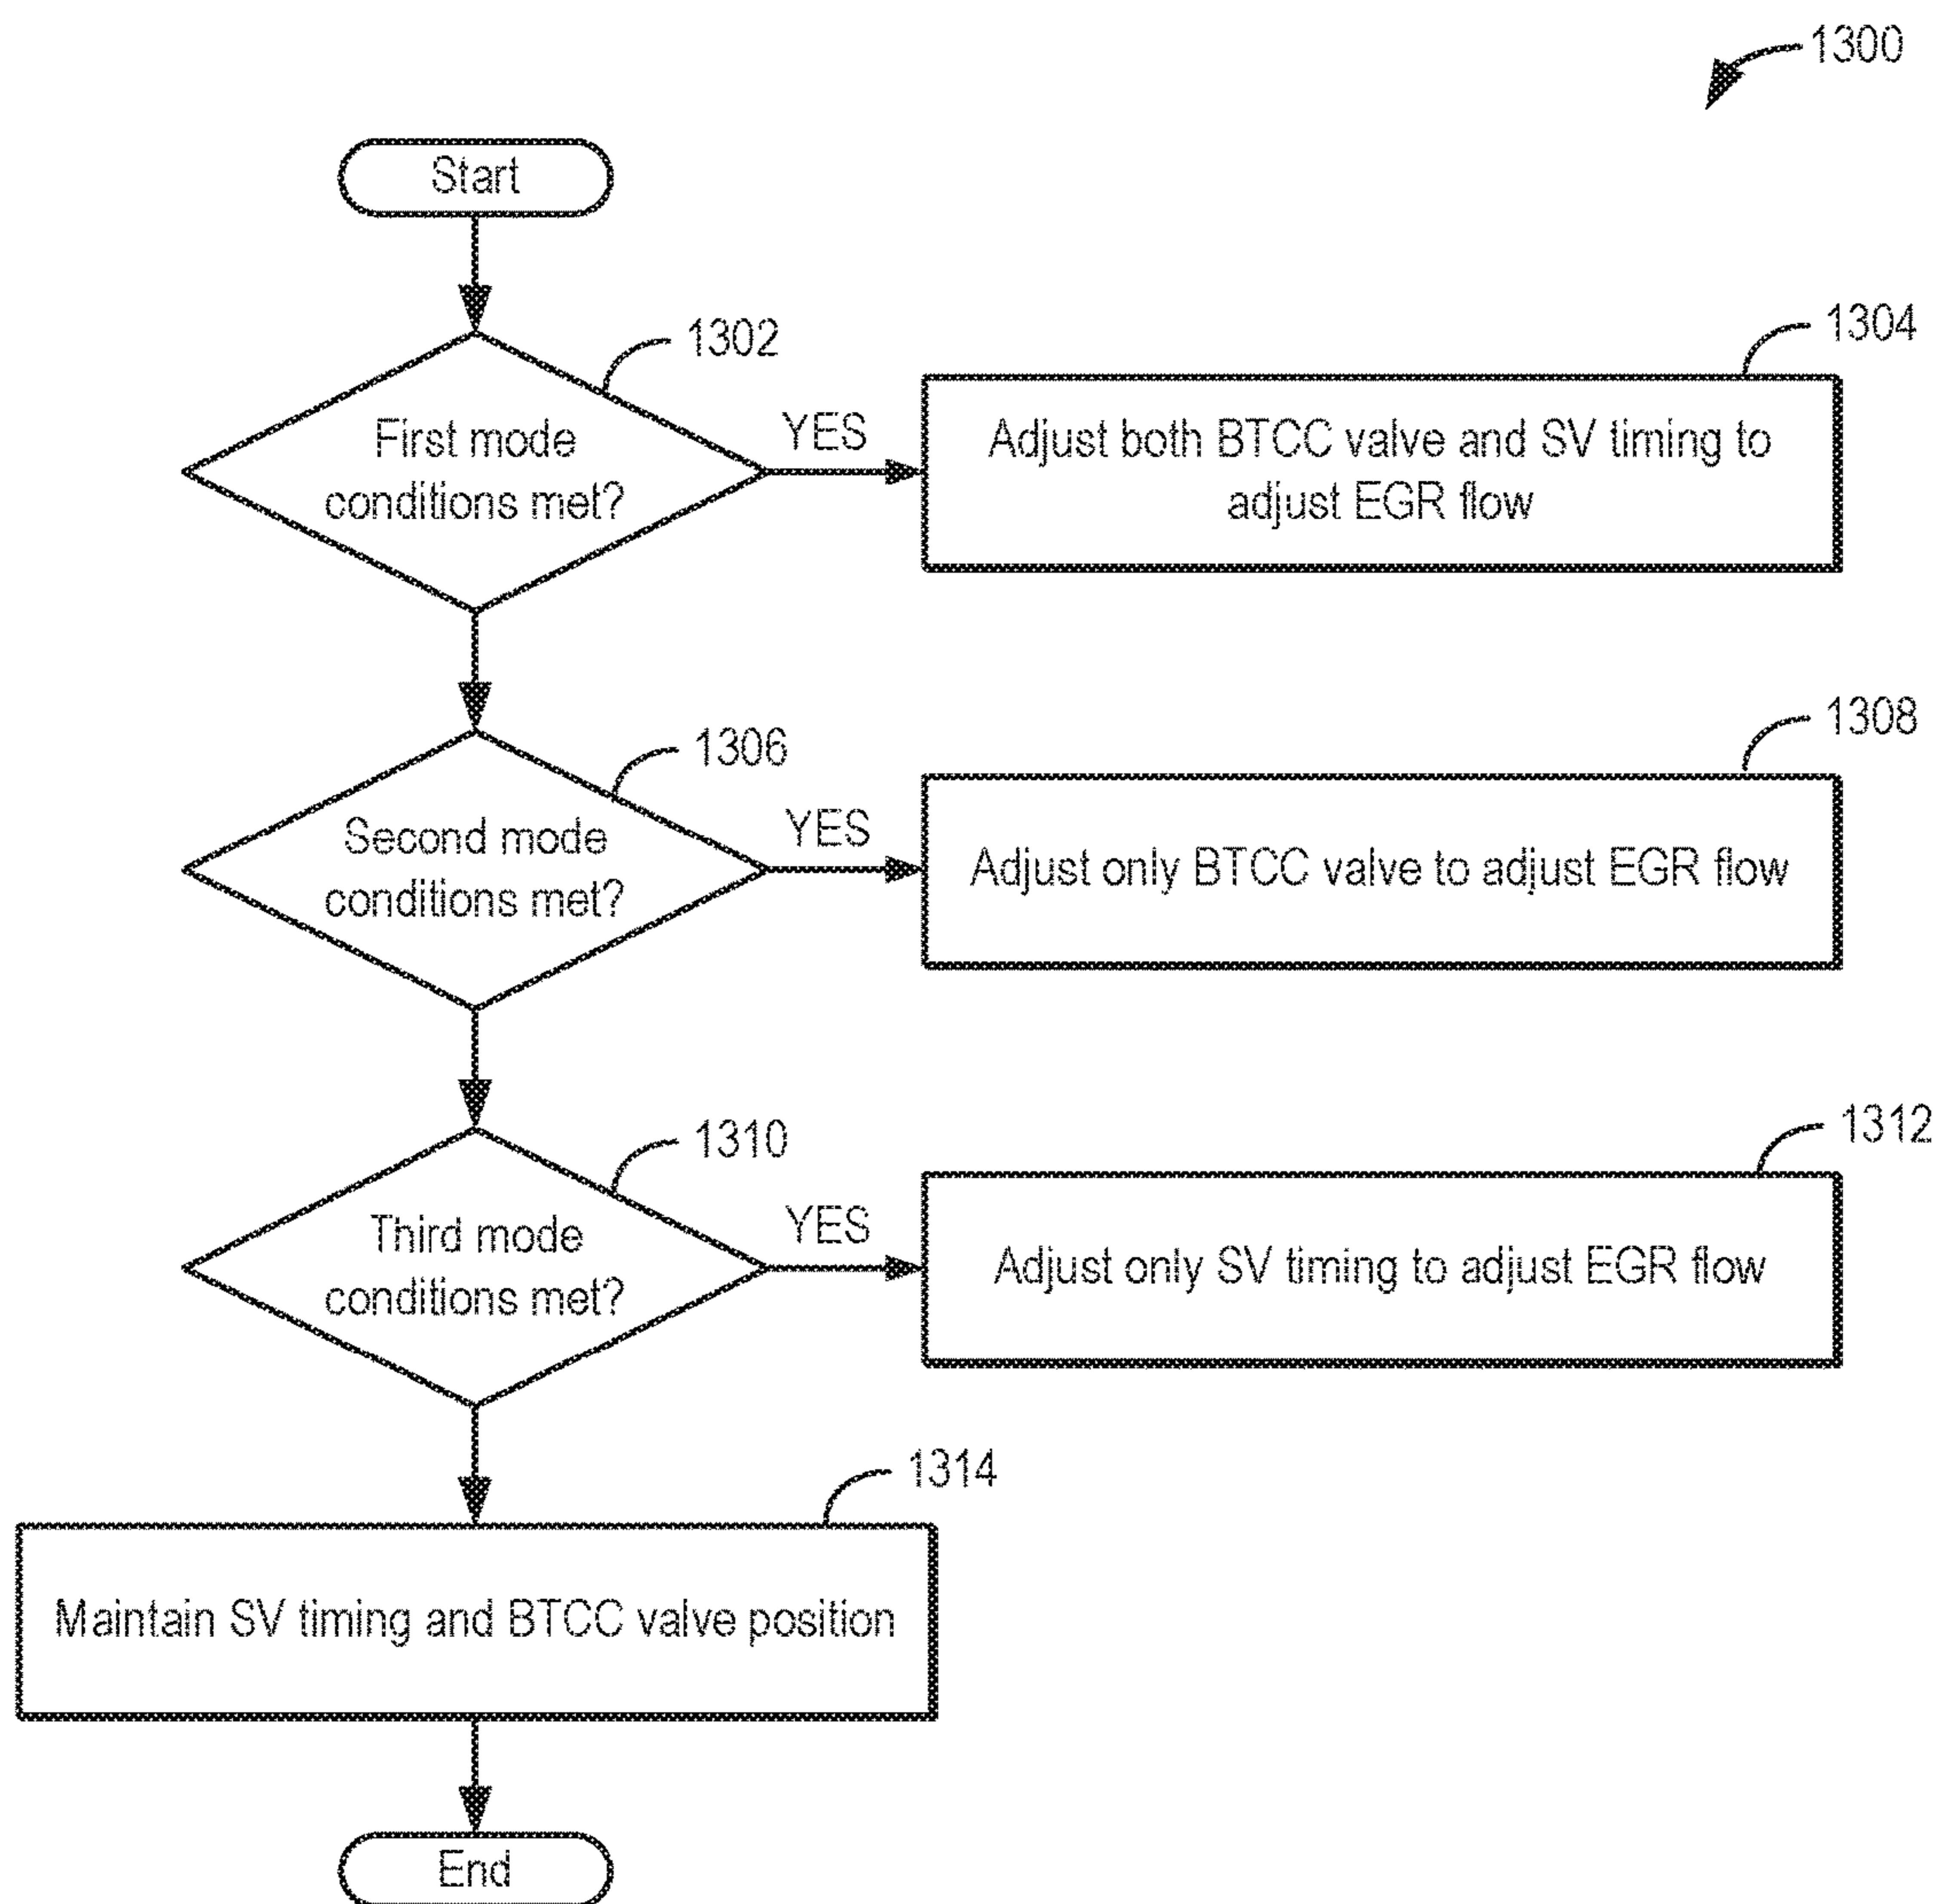 1300
Start
1302
First mode
conditions met?
YES
1304
Adjust both BTCC valve and SV timing to
adjust EGR flow
1306
Second mode
conditions met?
YES
1308
Adjust only BTCC valve to adjust EGR flow
1310
Third mode
conditions met?
YES
1312
Adjust only SV timing to adjust EGR flow
1314
Maintain SV timing and BTCC valve position
End